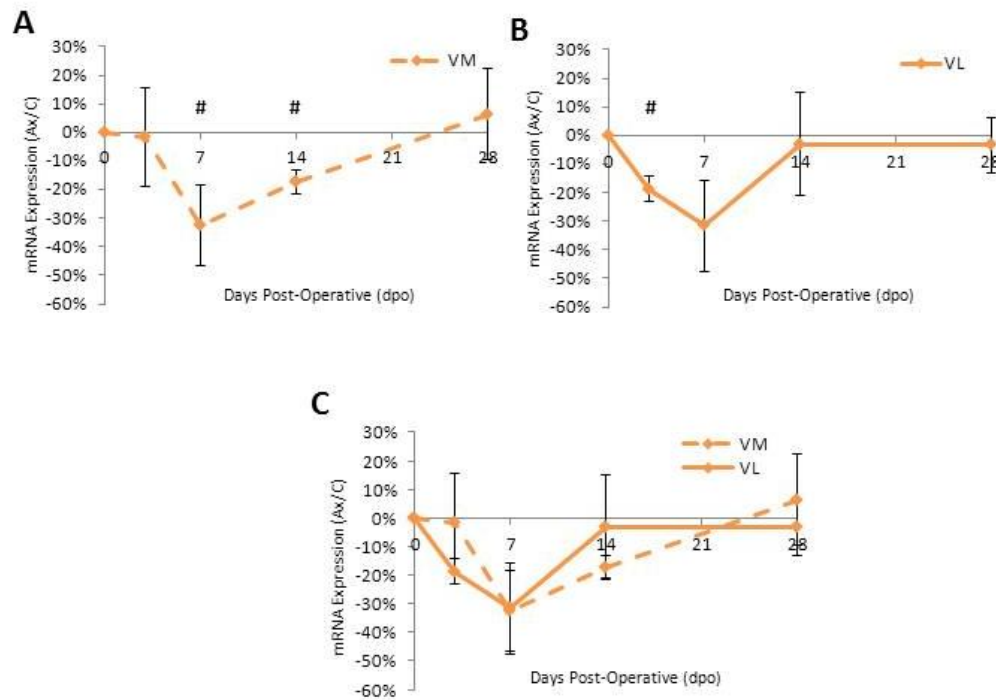 A
30%
20%
10%
0%
-10%
-20%
-30%
-40%
-50%
-60%
mRNA Expression (Ax/C)
VM
# #
0 7 14 21 28
Days Post-Operative (dpo)
B
30%
20%
10%
0%
-10%
-20%
-30%
-40%
-50%
-60%
mRNA Expression (Ax/C)
VL
#
0 7 14 21 28
Days Post-Operative (dpo)
C
30%
20%
10%
0%
-10%
-20%
-30%
-40%
-50%
-60%
mRNA Expression (Ax/C)
VM
VL
0 7 14 21 28
Days Post-Operative (dpo)